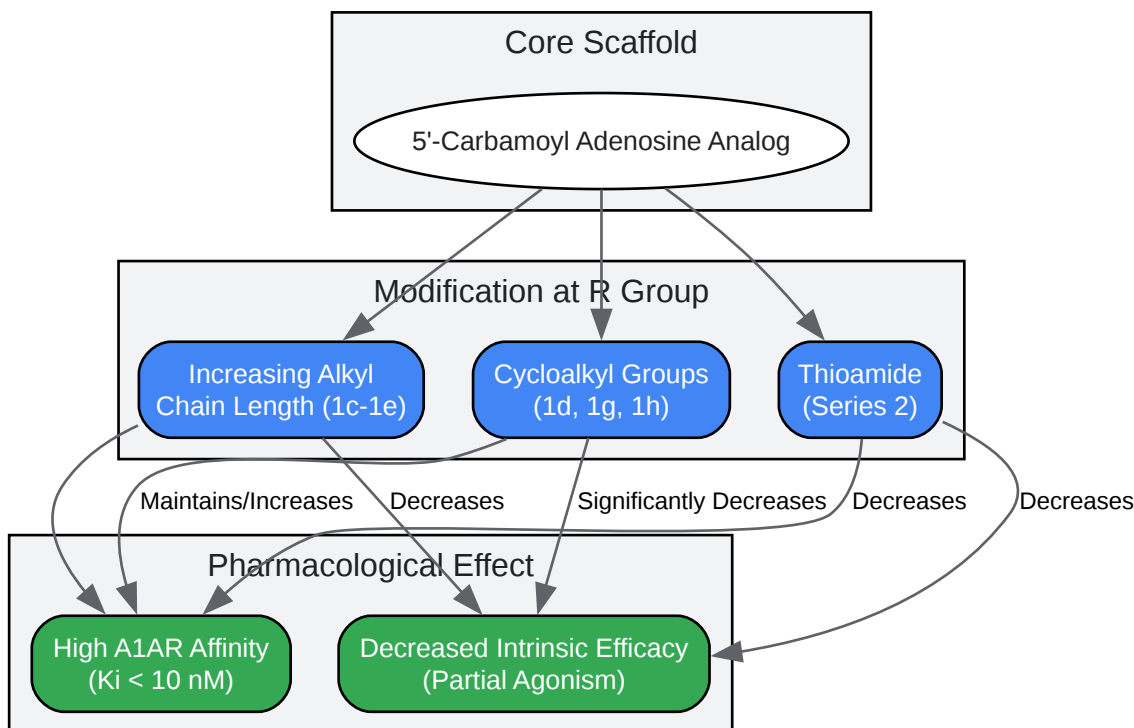 Core Scaffold
5'-Carbamoyl Adenosine Analog
Modification at R Group
Increasing Alkyl
Chain Length (1c-1e)
Cycloalkyl Groups
(1d, 1g, 1h)
Thioamide
(Series 2)
Maintains/Increases
Decreases
Significantly Decreases
Decreases
Decreases
Pharmacological Effect
High A1AR Affinity
(Ki < 10 nM)
Decreased Intrinsic Efficacy
(Partial Agonism)